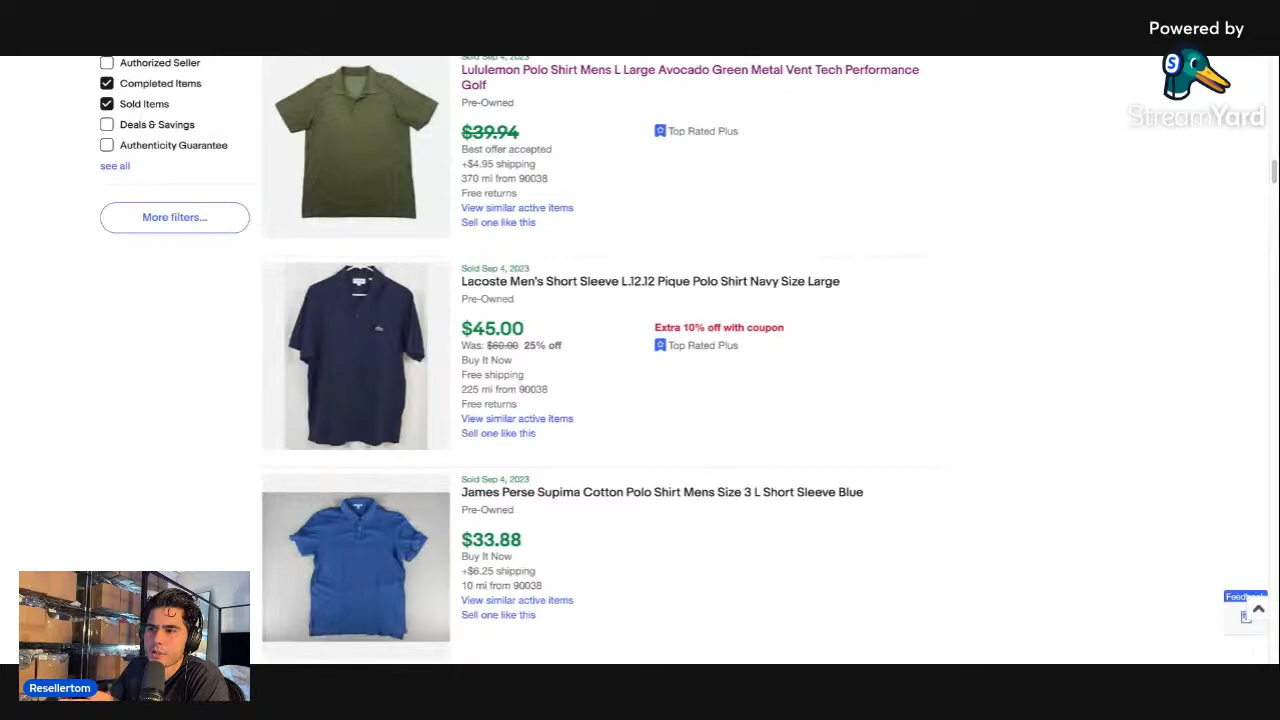 Powered by
StreamYard
Authorized Seller
Completed Items
Sold Items
Deals & Savings
Authenticity Guarantee
see all
More filters...
Sold Sep 4, 2023
Lululemon Polo Shirt Mens L Large Avocado Green Metal Vent Tech Performance
Golf
Pre-Owned
$39.94
Top Rated Plus
Best offer accepted
+$4.95 shipping
370 mi from 90038
Free returns
View similar active items
Sell one like this
Sold Sep 4, 2023
Lacoste Men's Short Sleeve L.12.12 Pique Polo Shirt Navy Size Large
Pre-Owned
$45.00
Extra 10% off with coupon
Was: $60.00 25% off
Top Rated Plus
Buy It Now
Free shipping
225 mi from 90038
Free returns
View similar active items
Sell one like this
Sold Sep 4, 2023
James Perse Supima Cotton Polo Shirt Mens Size 3 L Short Sleeve Blue
Pre-Owned
$33.88
Buy It Now
+$6.25 shipping
10 mi from 90038
View similar active items
Sell one like this
Resellertom